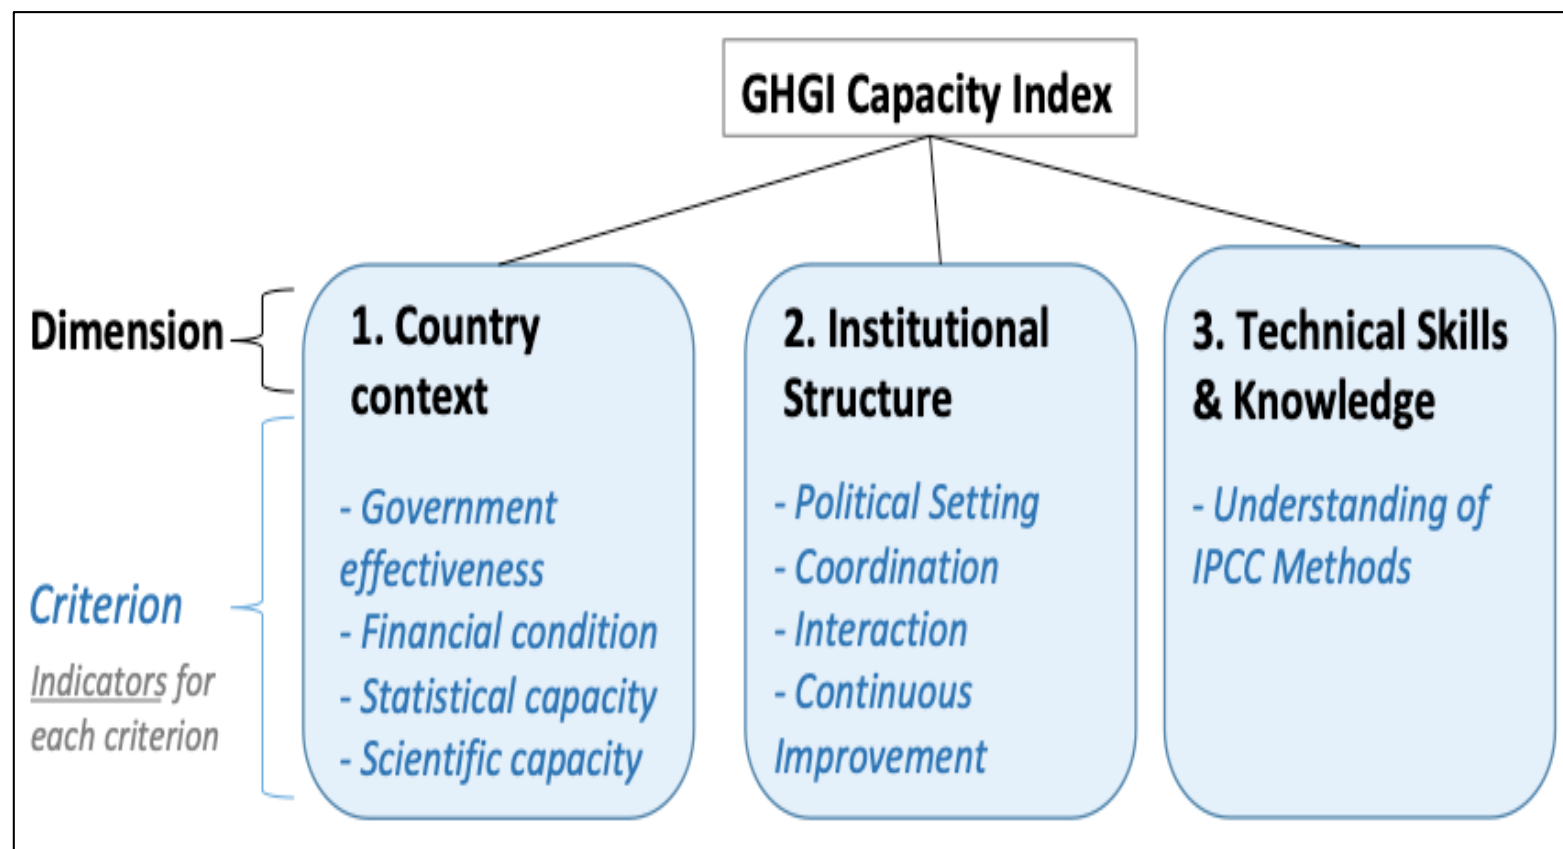 GHGI Capacity Index
Dimension
1. Country
context
2. Institutional
Structure
3. Technical Skills
& Knowledge
Criterion
Indicators for
each criterion
- Government
effectiveness
- Financial condition
- Statistical capacity
- Scientific capacity
- Political Setting
- Coordination
- Interaction
- Continuous
Improvement
- Understanding of
IPCC Methods